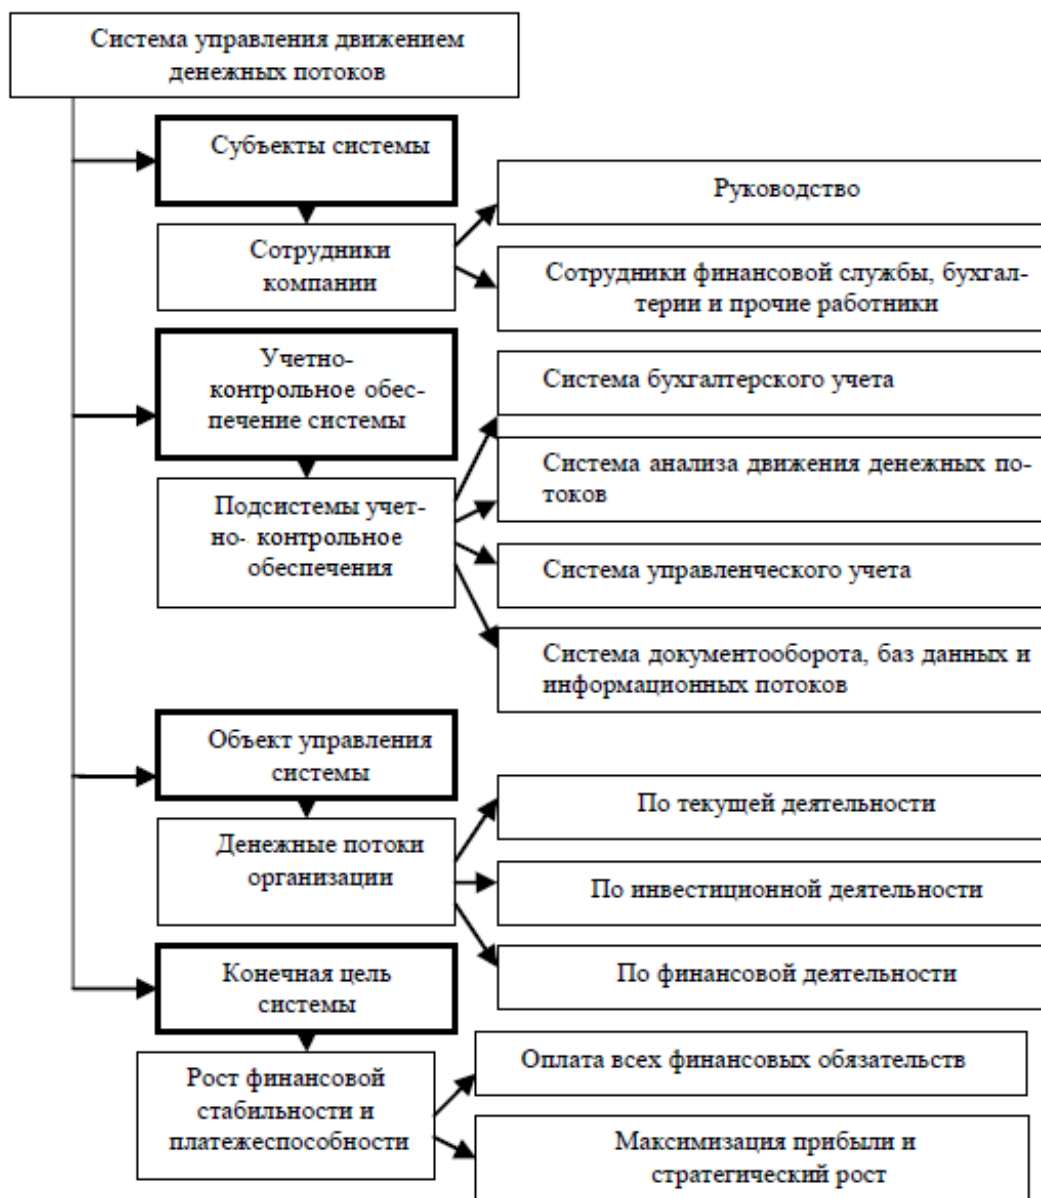 Система управления движением
денежных потоков
Субъекты системы
Руководство
Сотрудники
компании
Сотрудники финансовой службы, бухгал-
терии и прочие работники
Учетно-
контрольное обес-
печение системы
Система бухгалтерского учета
Система анализа движения денежных по-
токов
Подсистемы учет-
но- контрольное
обеспечения
Система управленческого учета
Система документооборота, баз данных и
информационных потоков
Объект управления
системы
По текущей деятельности
Денежные потоки
организации
По инвестиционной деятельности
По финансовой деятельности
Конечная цель
системы
Оплата всех финансовых обязательств
Рост финансовой
стабильности и
платежеспособности
Максимизация прибыли и
стратегический рост